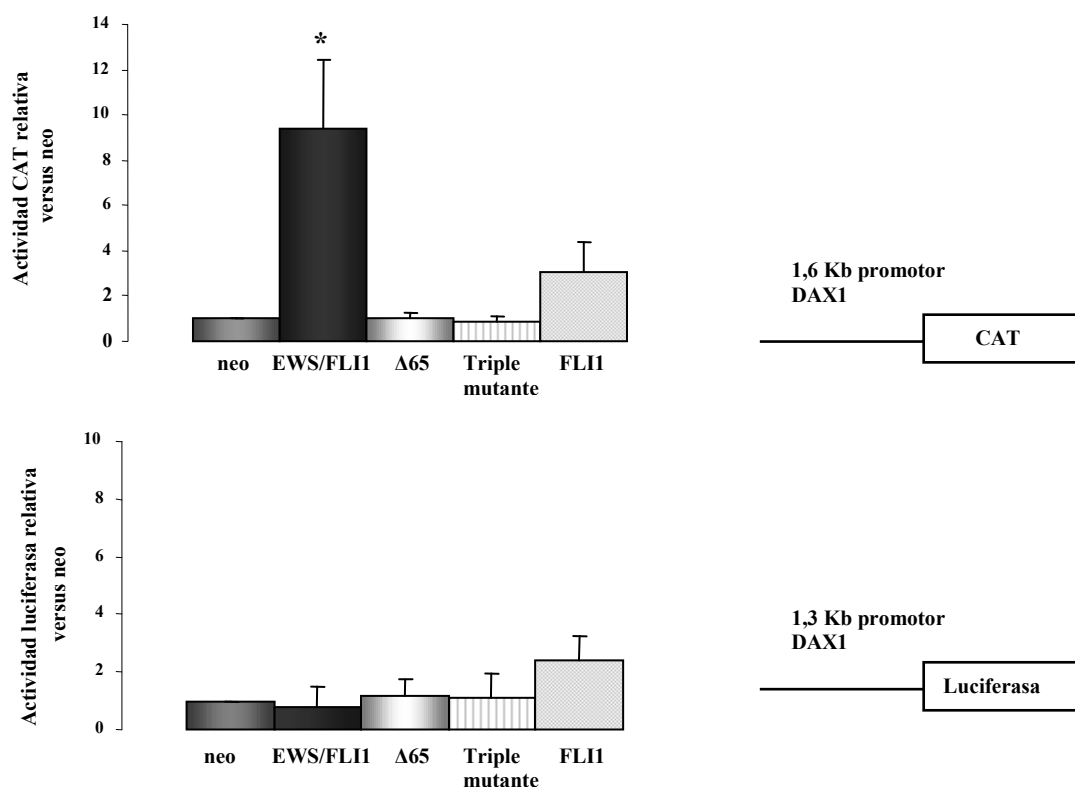 Actividad CAT relativa
versus neo
14
12
10
8
6
4
2
0
*
neo
EWS/FLI1
Δ65
Triple
mutante
FLI1
1,6 Kb promotor
DAX1
CAT
Actividad luciferasa relativa
versus neo
10
8
6
4
2
0
neo
EWS/FLI1
Δ65
Triple
mutante
FLI1
1,3 Kb promotor
DAX1
Luciferasa